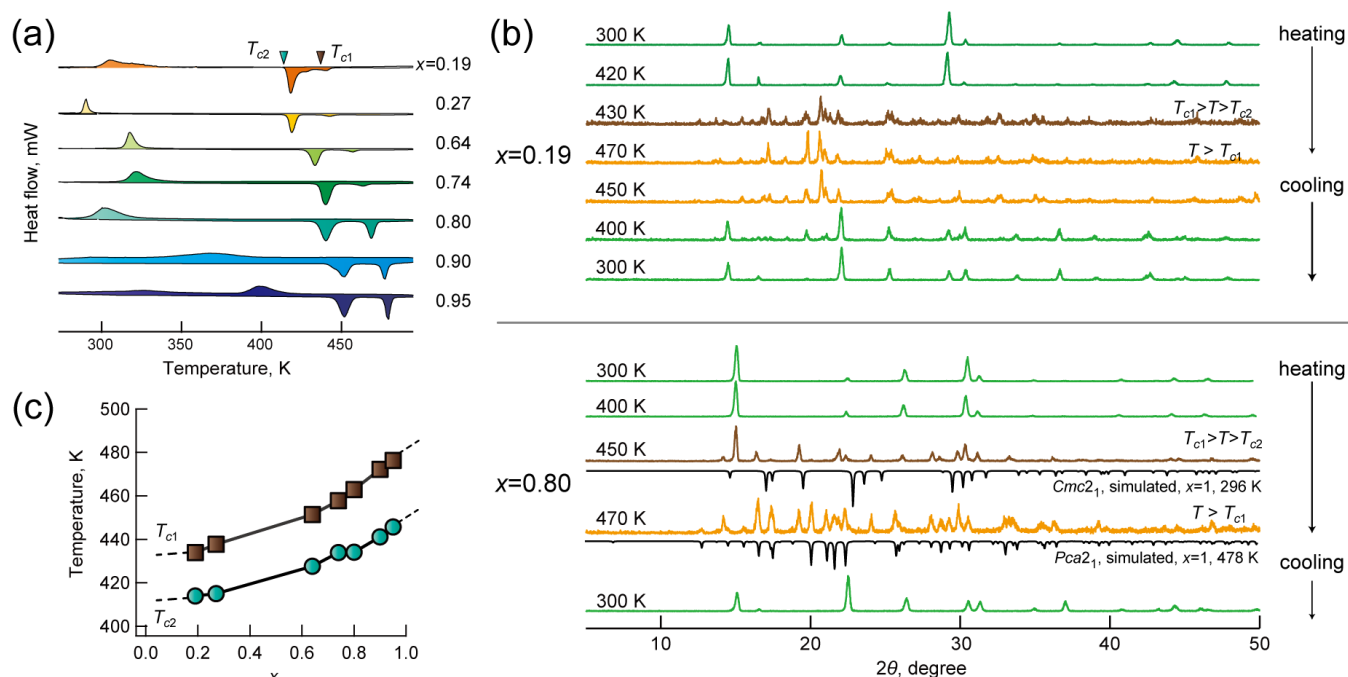 (a)
Tc2
Tc1
x=0.19
0.27
0.64
0.74
0.80
0.90
0.95
Heat flow, mW
300
350
400
450
Temperature, K
(b)
x=0.19
300 K
heating
420 K
430 K
Tc1>T>Tc2
470 K
T > Tc1
450 K
cooling
400 K
300 K
x=0.80
300 K
heating
400 K
450 K
Tc1>T>Tc2
Cmc21, simulated, x=1, 296 K
470 K
T > Tc1
Pca21, simulated, x=1, 478 K
cooling
300 K
10
20
30
40
50
2θ, degree
(c)
500
480
460
440
420
400
Temperature, K
Tc1
Tc2
0.0
0.2
0.4
0.6
0.8
1.0
x